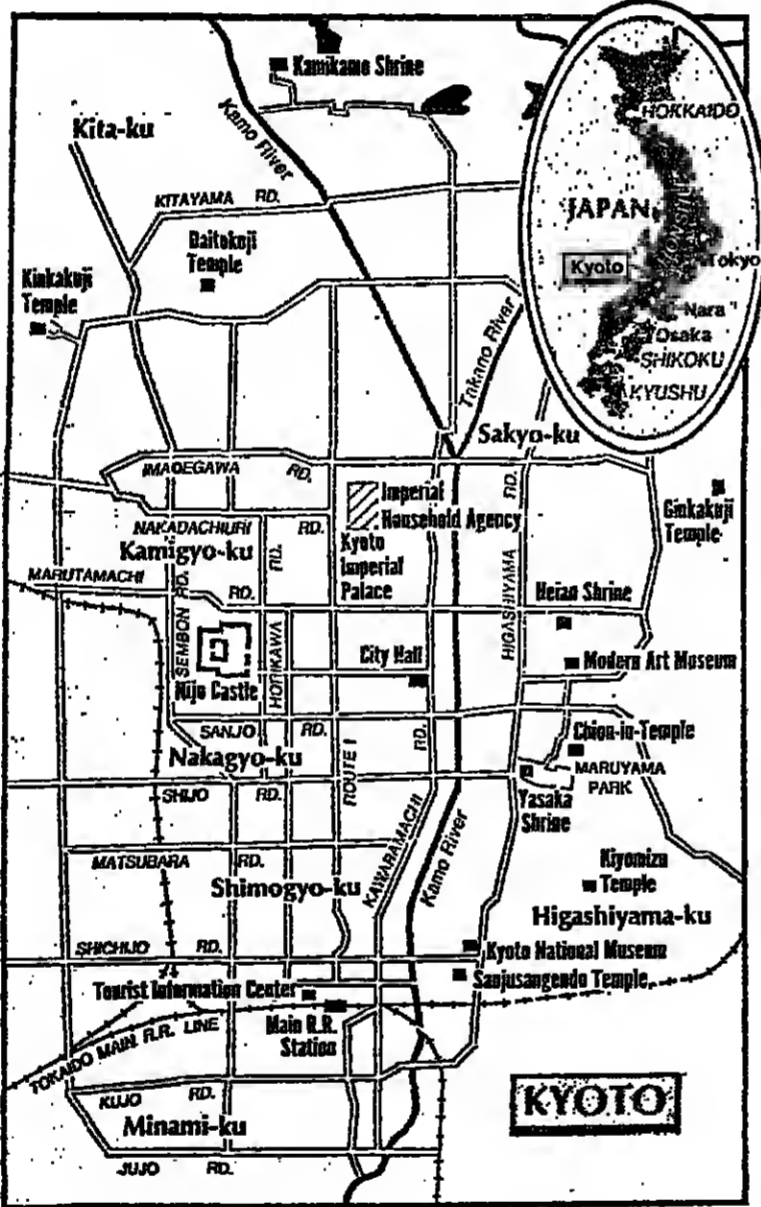 Kamikamo Shrine
Kita-ku
Kamo River
HOKKAIDO
KITAYAMA RD.
JAPAN
HONSHU
Daitokuji
Temple
Kyoto
Tokyo
Kinkakuji
Temple
Nara
Osaka
SHIKOKU
KYUSHU
Takano River
Sakyo-ku
IMADEGAWA RD.
RD.
Imperial
Household Agency
Ginkakuji
Temple
NAKADACHIURI RD.
Kamigyo-ku
RD.
Kyoto
Imperial
Palace
MARUTAMACHI RD.
SEMBON RD.
HIGASHIYAMA
Heian Shrine
HORIKAWA
City Hall
Modern Art Museum
Nijo Castle
SANJO RD.
RD.
Chion-in-Temple
Nakagyo-ku
ROUTE 1
MARUYAMA
PARK
SHIJO RD.
Yasaka
Shrine
KAWARAMACHI
Kamo River
MATSUBARA RD.
Kiyomizu
Temple
Shimogyo-ku
Higashiyama-ku
SHICHIJO RD.
Kyoto National Museum
Sanjusangendo Temple
Tourist Information Center
Main R.R.
Station
TOKAIDO MAIN R.R. LINE
KUJO RD.
KYOTO
Minami-ku
JUJO RD.